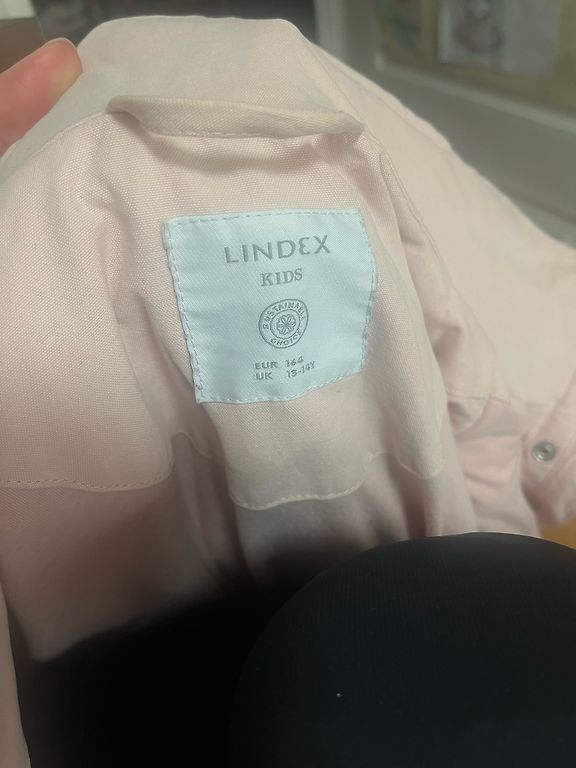 LINDEX
KIDS
SUSTAINABLE
CHOICE
EUR 164
UK 13-14Y